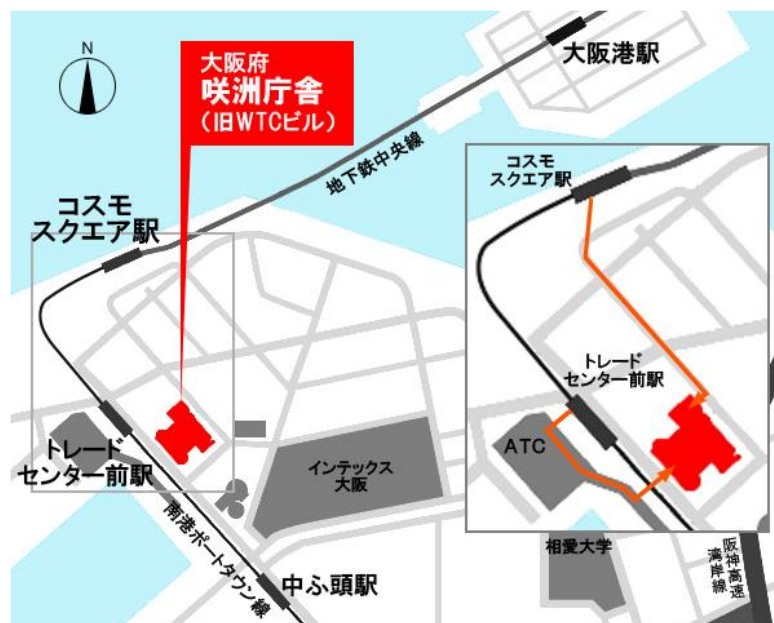 N
大阪府
咲洲庁舎
(旧WTCビル)
大阪港駅
地下鉄中央線
コスモ
スクエア駅
トレード
センター前駅
インテックス
大阪
南港ポートタウン線
中ふ頭駅
コスモ
スクエア駅
トレード
センター前駅
ATC
相愛大学
阪神高速
湾岸線